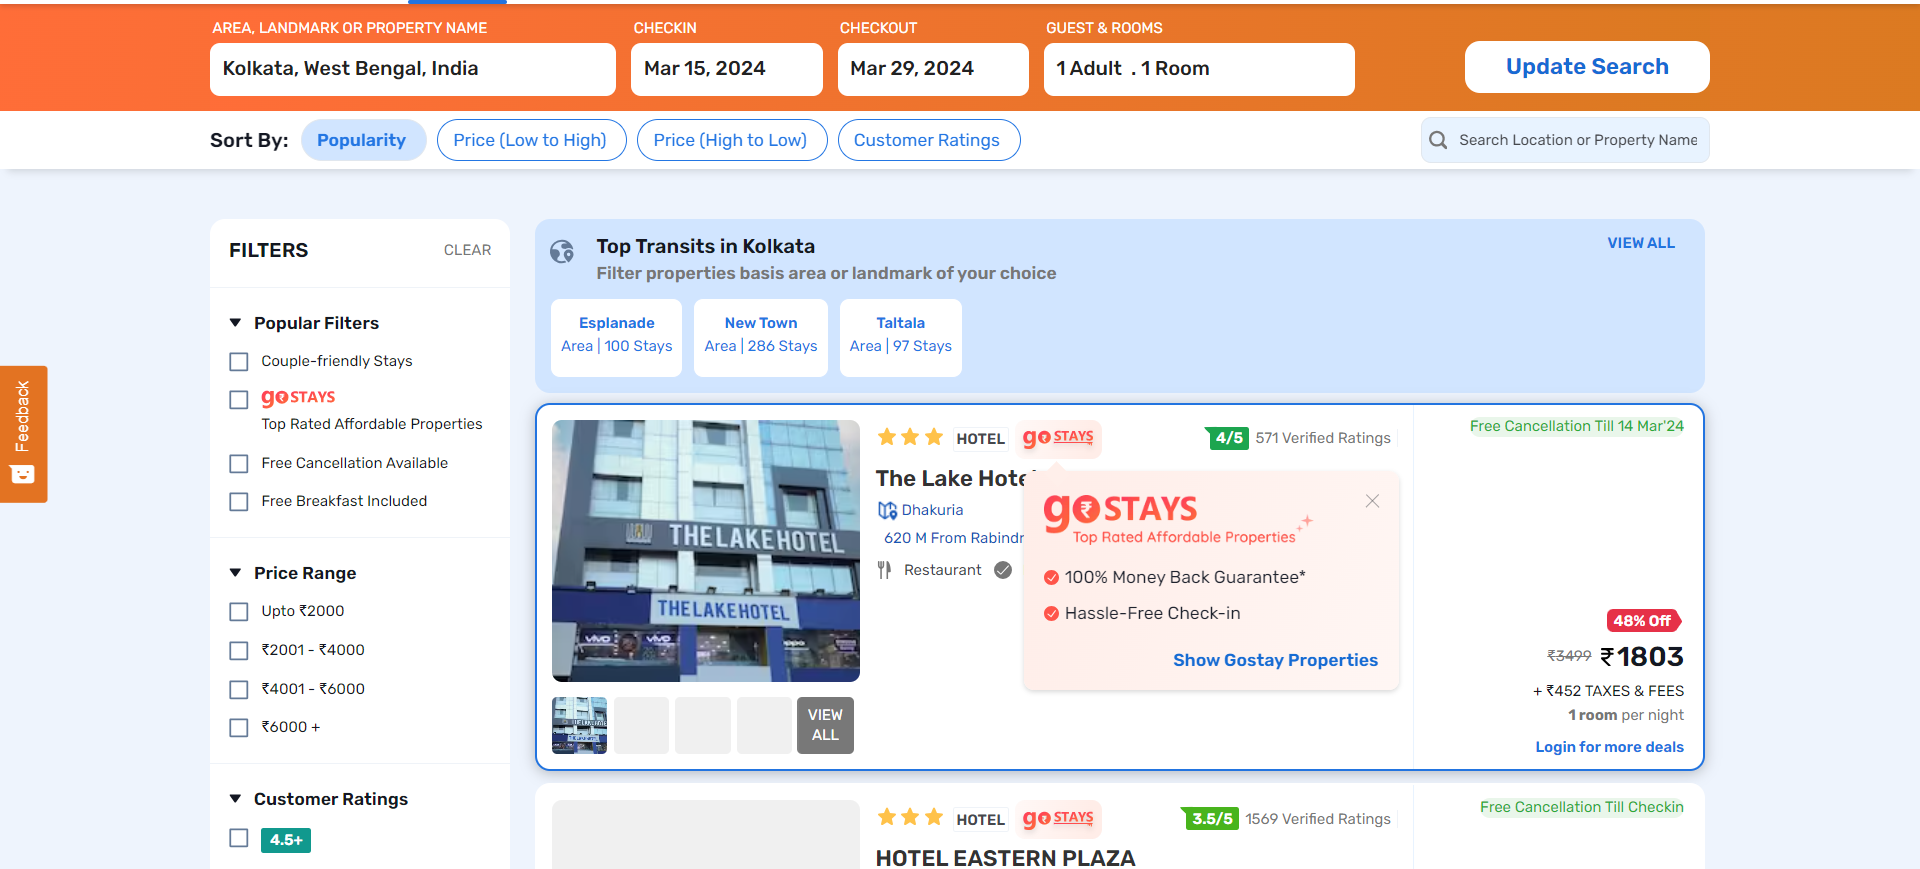 AREA, LANDMARK OR PROPERTY NAME
CHECKIN
CHECKOUT
GUEST & ROOMS
Kolkata, West Bengal, India
Mar 15, 2024
Mar 29, 2024
1 Adult . 1 Room
Update Search
Sort By:
Popularity
Price (Low to High)
Price (High to Low)
Customer Ratings
Search Location or Property Name
FILTERS
CLEAR
Popular Filters
Couple-friendly Stays
goSTAYS
Top Rated Affordable Properties
Free Cancellation Available
Free Breakfast Included
Price Range
Upto ₹2000
₹2001 - ₹4000
₹4001 - ₹6000
₹6000 +
Customer Ratings
4.5+
Feedback
Top Transits in Kolkata
VIEW ALL
Filter properties basis area or landmark of your choice
Esplanade
Area | 100 Stays
New Town
Area | 286 Stays
Taltala
Area | 97 Stays
THE LAKE HOTEL
THE LAKE HOTEL
vivo
vivo
oppo
VIEW
ALL
HOTEL
goSTAYS
4/5
571 Verified Ratings
The Lake Hote
Dhakuria
620 M From Rabindr
Restaurant
goSTAYS
Top Rated Affordable Properties
100% Money Back Guarantee*
Hassle-Free Check-in
Show Gostay Properties
Free Cancellation Till 14 Mar'24
48% Off
₹3499 ₹1803
+ ₹452 TAXES & FEES
1 room per night
Login for more deals
HOTEL
goSTAYS
3.5/5
1569 Verified Ratings
Free Cancellation Till Checkin
HOTEL EASTERN PLAZA